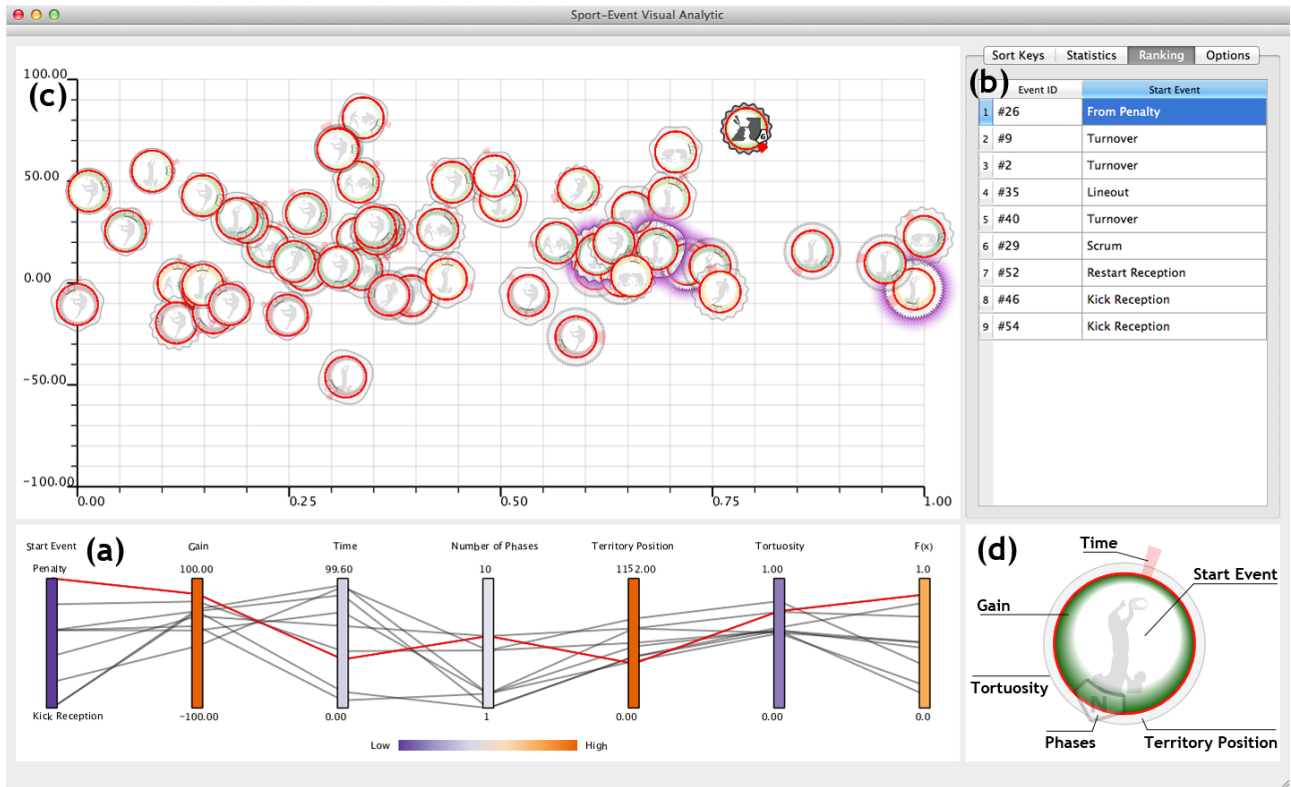 Sport-Event Visual Analytic
(c)
100.00
50.00
0.00
-50.00
-100.00
0.00 0.25 0.50 0.75 1.00
6
Sort Keys Statistics Ranking Options
(b)
Event ID Start Event
1 #26 From Penalty
2 #9 Turnover
3 #2 Turnover
4 #35 Lineout
5 #40 Turnover
6 #29 Scrum
7 #52 Restart Reception
8 #46 Kick Reception
9 #54 Kick Reception
(a)
Start Event Gain Time Number of Phases Territory Position Tortuosity F(x)
Penalty 100.00 99.60 10 1152.00 1.00 1.0
Kick Reception -100.00 0.00 1 0.00 0.00 0.0
Low High
(d)
Time
Start Event
Gain
Tortuosity
N
Phases
Territory Position